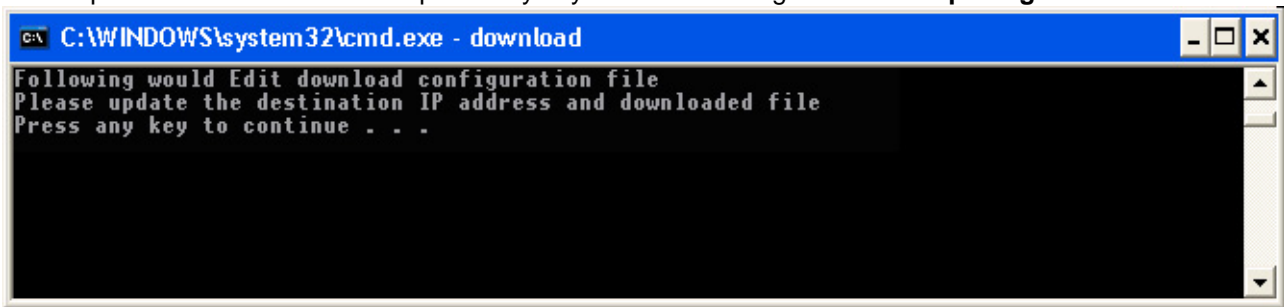 C:\WINDOWS\system32\cmd.exe - download
Following would Edit download configuration file
Please update the destination IP address and downloaded file
Press any key to continue . . .